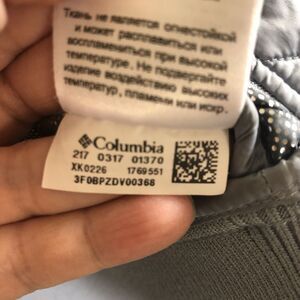 Ткань не является огнестойкой
и может расплавиться или
воспламениться при высокой
температуре. Не подвергайте
изделие воздействию высоких
температур, пламени или искр.
Columbia
217 0317 01370
XK0226 1769551
3F0BPZDV00368